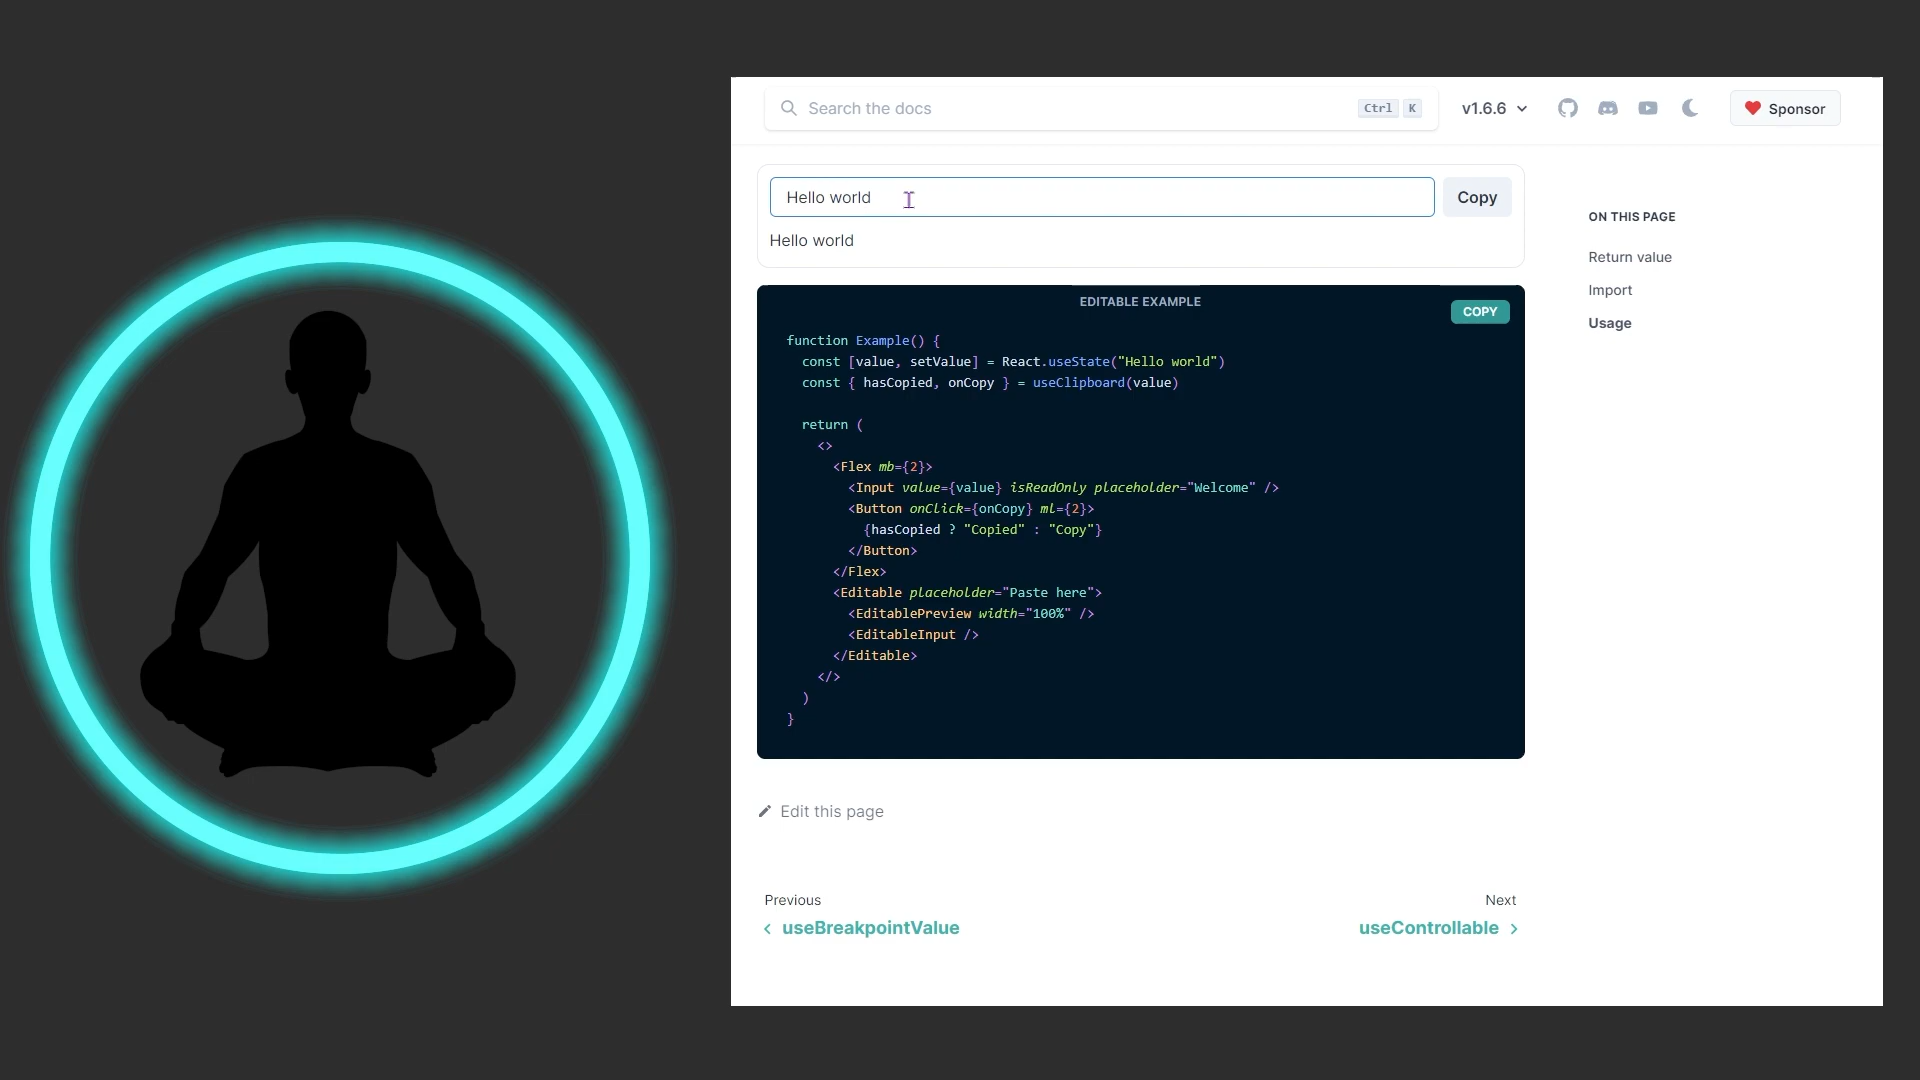 Search the docs
Ctrl K
v1.6.6
Sponsor
Hello world
Copy
Hello world
ON THIS PAGE
Return value
Import
Usage
EDITABLE EXAMPLE
COPY
function Example() {
  const [value, setValue] = React.useState("Hello world")
  const { hasCopied, onCopy } = useClipboard(value)

  return (
    <>
      <Flex mb={2}>
        <Input value={value} isReadOnly placeholder="Welcome" />
        <Button onClick={onCopy} ml={2}>
          {hasCopied ? "Copied" : "Copy"}
        </Button>
      </Flex>
      <Editable placeholder="Paste here">
        <EditablePreview width="100%" />
        <EditableInput />
      </Editable>
    </>
  )
}
Edit this page
Previous
useBreakpointValue
Next
useControllable